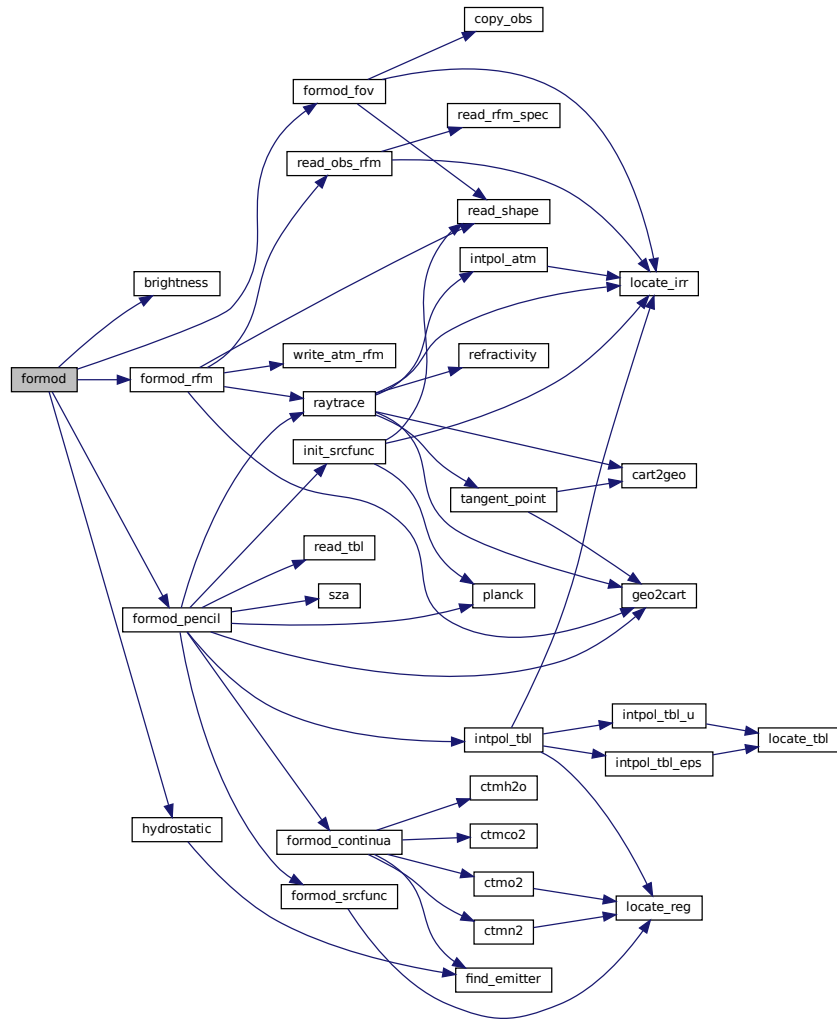 copy_obs
formod_fov
read_rfm_spec
read_obs_rfm
read_shape
intpol_atm
brightness
locate_irr
write_atm_rfm
refractivity
formod
formod_rfm
raytrace
init_srcfunc
cart2geo
tangent_point
read_tbl
sza
planck
geo2cart
formod_pencil
intpol_tbl_u
intpol_tbl
locate_tbl
intpol_tbl_eps
ctmh2o
hydrostatic
formod_continua
ctmco2
ctmo2
formod_srcfunc
locate_reg
ctmn2
find_emitter